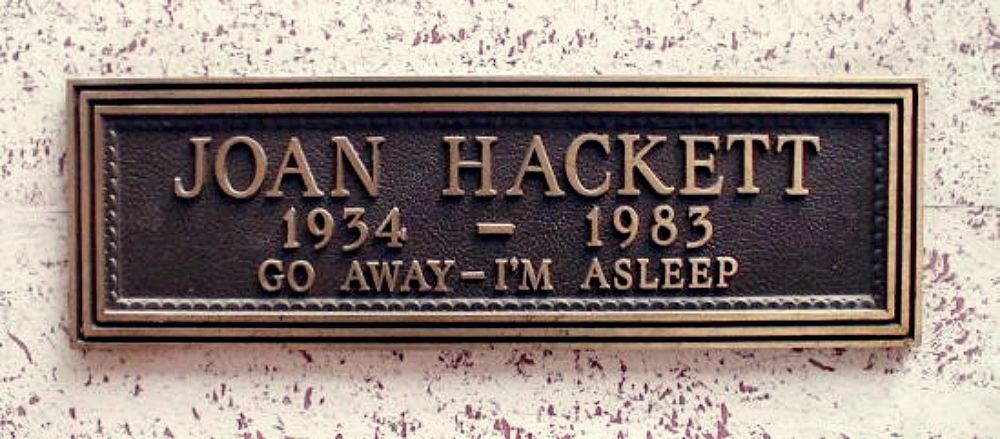 JOAN HACKETT
1934 – 1983
GO AWAY–I'M ASLEEP